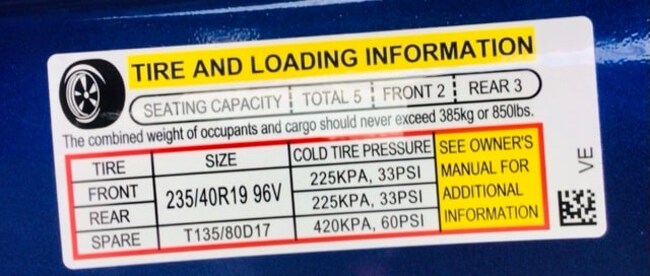 TIRE AND LOADING INFORMATION
SEATING CAPACITY TOTAL 5 FRONT 2 REAR 3
The combined weight of occupants and cargo should never exceed 385kg or 850lbs.
TIRE SIZE COLD TIRE PRESSURE
FRONT 235/40R19 96V 225KPA, 33PSI
REAR 225KPA, 33PSI
SPARE T135/80D17 420KPA, 60PSI
SEE OWNER'S
MANUAL FOR
ADDITIONAL
INFORMATION
VE